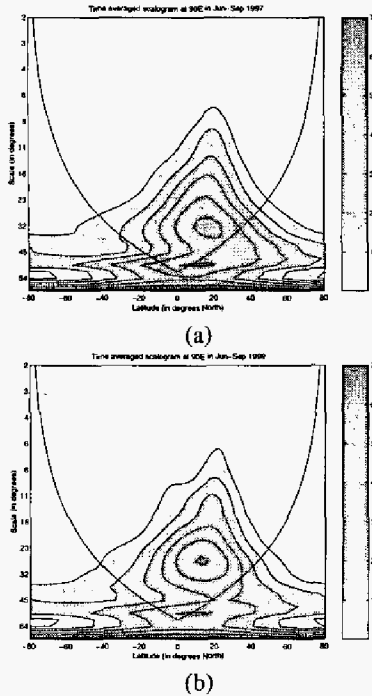 Time averaged scalogram at 90E in Jun-Sep 1997
2
3
4
6
8
11
16
23
32
45
64
Scale (in degrees)
-80 -60 -40 -20 0 20 40 60 80
Latitude (in degrees North)
(a)
Time averaged scalogram at 90E in Jun-Sep
2
3
4
6
8
11
32
45
64
Scale (in degrees)
-80 -60 -40 -20 0 20 40 60 80
Latitude (in degrees North)
(b)